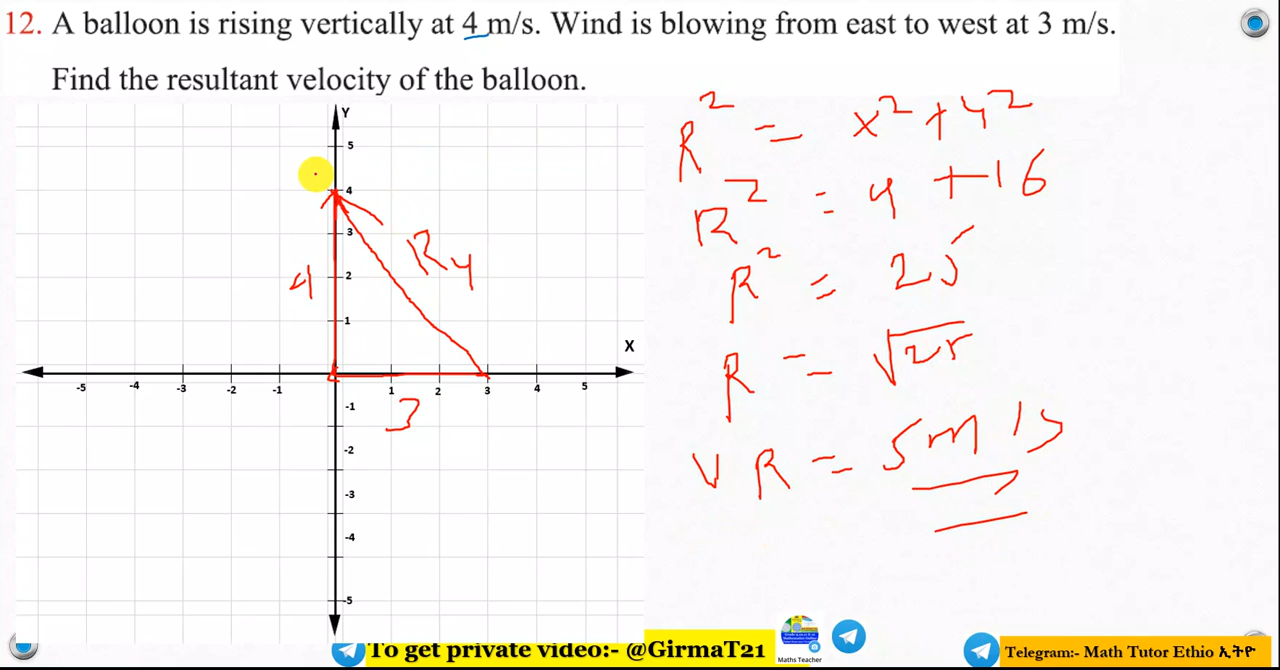 12. A balloon is rising vertically at 4 m/s. Wind is blowing from east to west at 3 m/s.
Find the resultant velocity of the balloon.
Y
5
4
3
2
1
X
-5 -4 -3 -2 -1 1 2 3 4 5
-1
-2
-3
-4
-5
4
R4
3
R² = x² + 4²
R² = 4 + 16
R² = 25
R = √25
VR = 5m/s
To get private video:- @GirmaT21
Maths Teacher
Telegram:- Math Tutor Ethio ኢትዮ